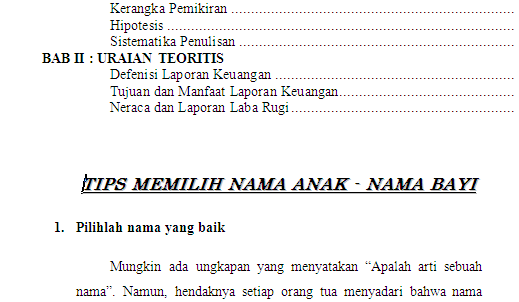 Kerangka Pemikiran ........................................................................
Hipotesis ........................................................................................
Sistematika Penulisan ......................................................................
BAB II : URAIAN TEORITIS
Defenisi Laporan Keuangan .............................................................
Tujuan dan Manfaat Laporan Keuangan.............................................
Neraca dan Laporan Laba Rugi .........................................................
TIPS MEMILIH NAMA ANAK - NAMA BAYI
1. Pilihlah nama yang baik
Mungkin ada ungkapan yang menyatakan “Apalah arti sebuah
nama”. Namun, hendaknya setiap orang tua menyadari bahwa nama